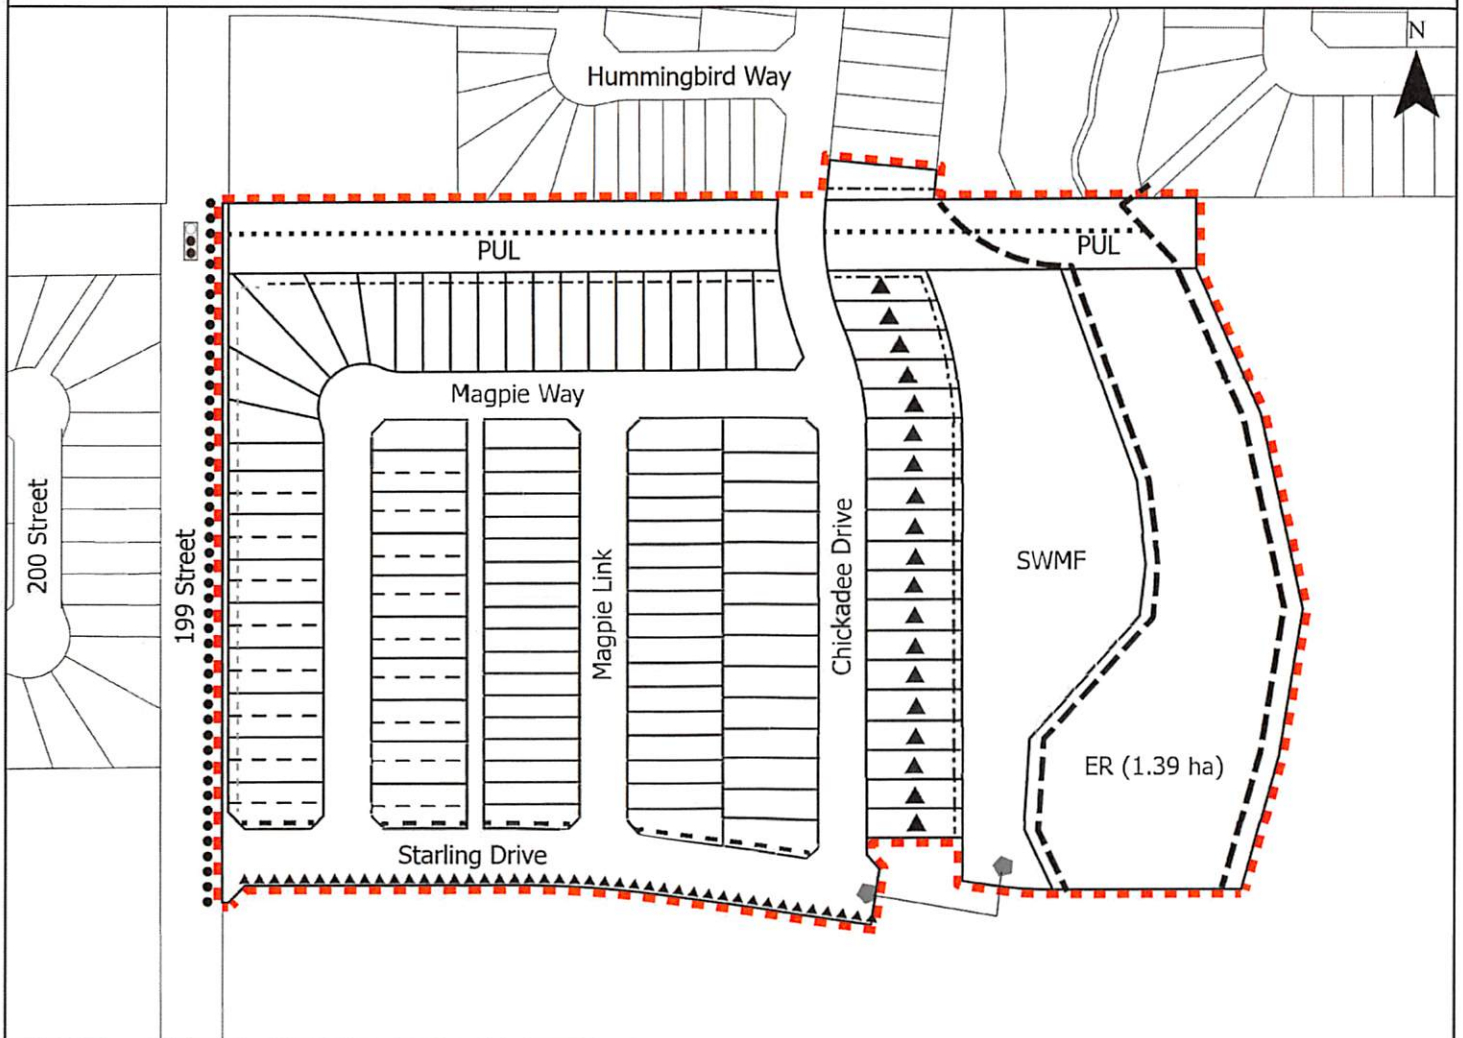 N
Hummingbird Way
PUL
PUL
Magpie Way
200 Street
199 Street
Magpie Link
Chickadee Drive
SWMF
ER (1.39 ha)
Starling Drive